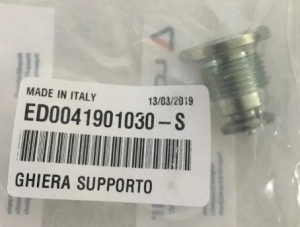 MADE IN ITALY 13/03/2019
ED0041901030-S
GHIERA SUPPORTO